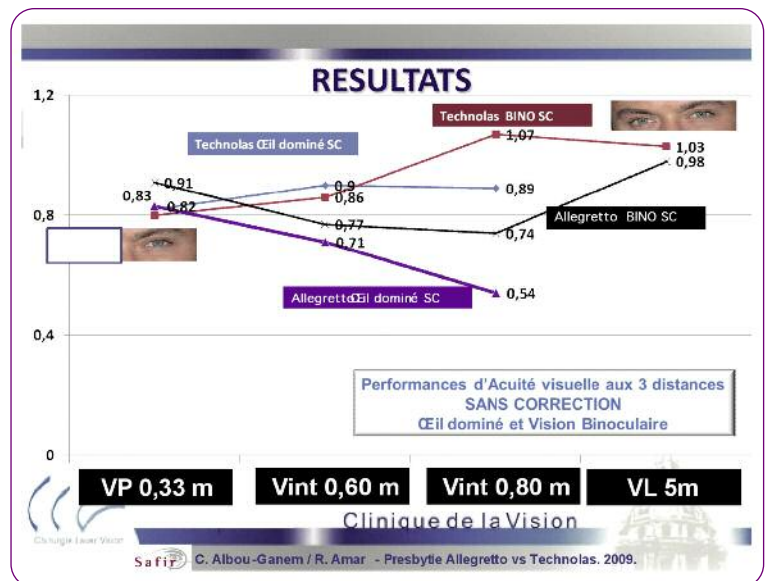 RESULTATS
1,2
0,8
0,4
0
Technolas BINO SC
Technolas Œil dominé SC
1,07
1,03
0,98
0,91
0,83
0,82
0,9
0,86
0,89
0,77
0,71
0,74
0,54
Allegretto BINO SC
AllegrettoŒil dominé SC
Performances d'Acuité visuelle aux 3 distances
SANS CORRECTION
Œil dominé et Vision Binoculaire
VP 0,33 m
Vint 0,60 m
Vint 0,80 m
VL 5m
Clinique de la Vision
Chirurgie Laser Vision
Safir C. Albou-Ganem / R. Amar - Presbytie Allegretto vs Technolas. 2009.